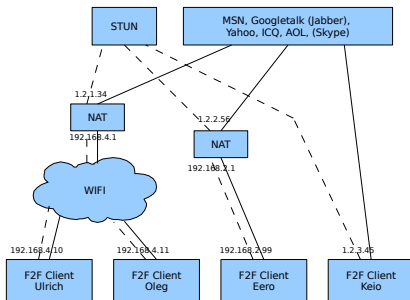 STUN
MSN, Googletalk (Jabber),
Yahoo, ICQ, AOL, (Skype)
1.2.1.34
NAT
192.168.4.1
1.2.2.56
NAT
192.168.2.1
WIFI
192.168.4.10
192.168.4.11
192.168.2.99
1.2.3.45
F2F Client
Ulrich
F2F Client
Oleg
F2F Client
Eero
F2F Client
Keio